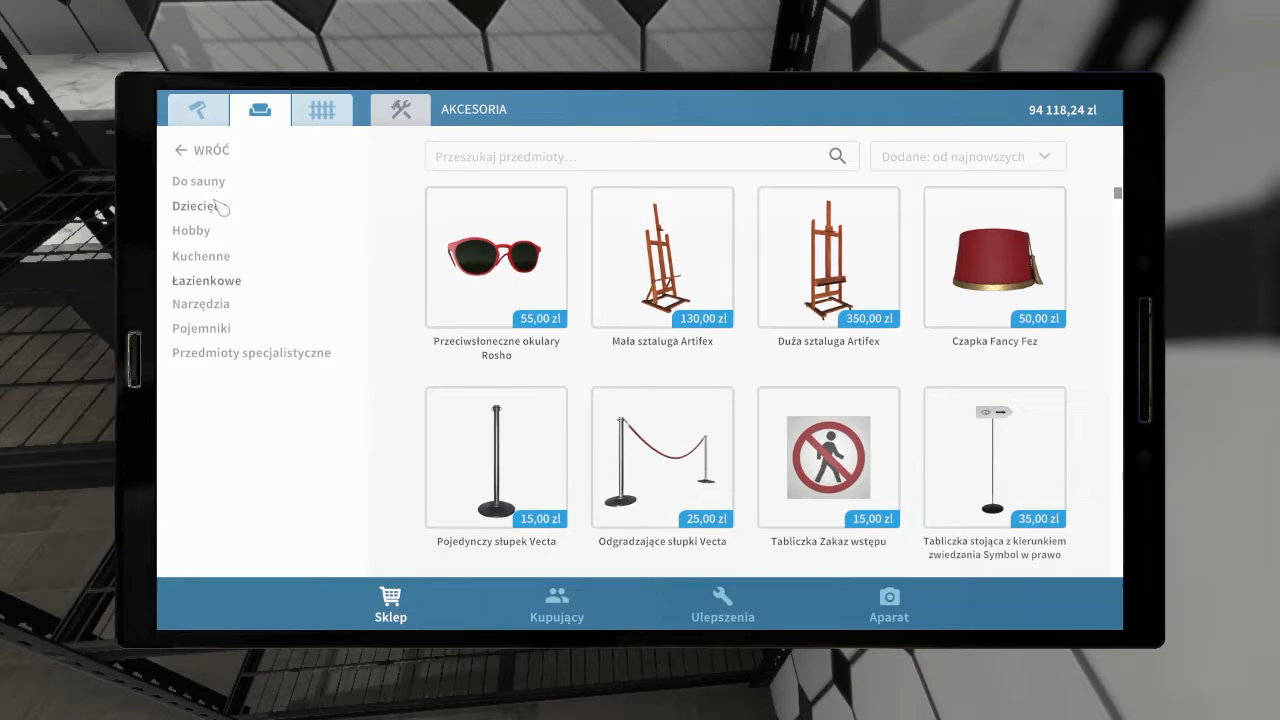 AKCESORIA
94 118,24 zl
WRÓĆ
Do sauny
Hobby
Kuchenne
Łazienkowe
Narzędzia
Pojemniki
Przedmioty specjalistyczne
Przeszukaj przedmioty...
Dodane: od najnowszych
55,00 zl
130,00 zl
350,00 zl
50,00 zl
Przeciwsłoneczne okulary
Rosho
Mała sztaluga Artifex
Duża sztaluga Artifex
Czapka Fancy Fez
15,00 zl
25,00 zl
15,00 zl
35,00 zl
Pojedynczy słupek Vecta
Odgradzające słupki Vecta
Tabliczka Zakaz wstępu
Tabliczka stojąca z kierunkiem
zwiedzania Symbol w prawo
Sklep
Kupujący
Ulepszenia
Aparat